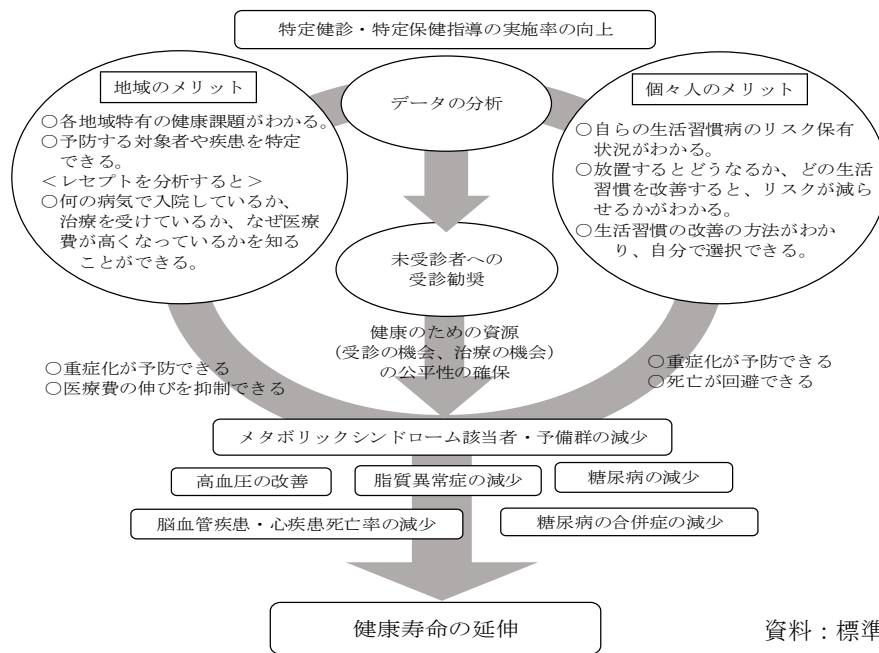 特定健診・特定保健指導の実施率の向上
地域のメリット
○各地域特有の健康課題がわかる。
○予防する対象者や疾患を特定
できる。
＜レセプトを分析すると＞
○何の病気で入院しているか、
治療を受けているか、なぜ医療
費が高くなっているかを知る
ことができる。
データの分析
個々人のメリット
○自らの生活習慣病のリスク保有
状況がわかる。
○放置するとどうなるか、どの生活
習慣を改善すると、リスクが減ら
せるかがわかる。
○生活習慣の改善の方法がわか
り、自分で選択できる。
未受診者への
受診勧奨
健康のための資源
(受診の機会、治療の機会)
の公平性の確保
○重症化が予防できる
○医療費の伸びを抑制できる
○重症化が予防できる
○死亡が回避できる
メタボリックシンドローム該当者・予備群の減少
高血圧の改善
脂質異常症の減少
糖尿病の減少
脳血管疾患・心疾患死亡率の減少
糖尿病の合併症の減少
健康寿命の延伸
資料：標準